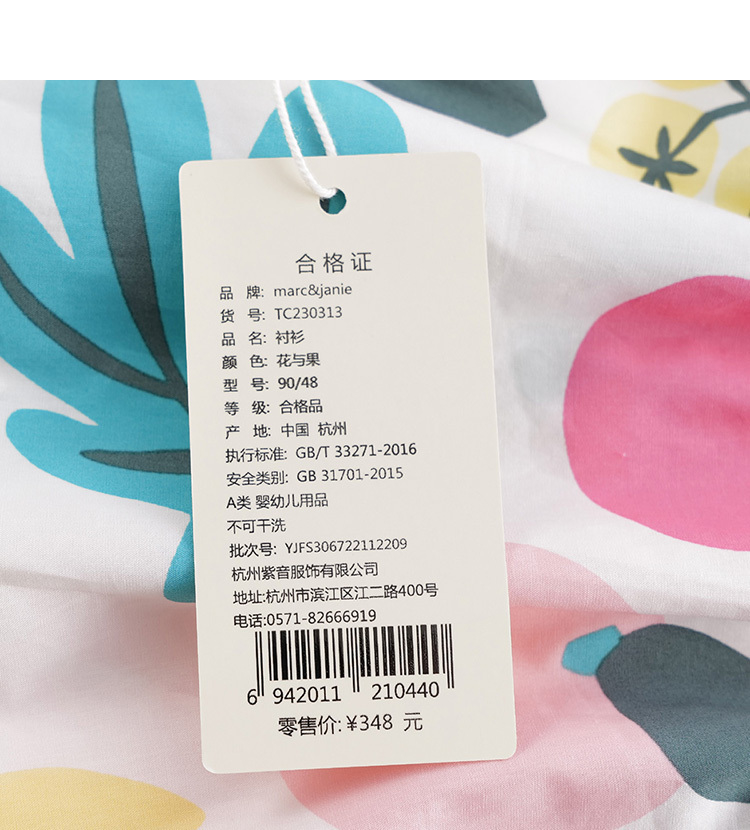 合格证
品 牌: marc&janie
货 号: TC230313
品 名: 衬衫
颜 色: 花与果
型 号: 90/48
等 级: 合格品
产 地: 中国 杭州
执行标准: GB/T 33271-2016
安全类别: GB 31701-2015
A类 婴幼儿用品
不可干洗
批次号: YJFS306722112209
杭州紫音服饰有限公司
地址:杭州市滨江区江二路400号
电话:0571-82666919
6 942011 210440
零售价:¥348 元